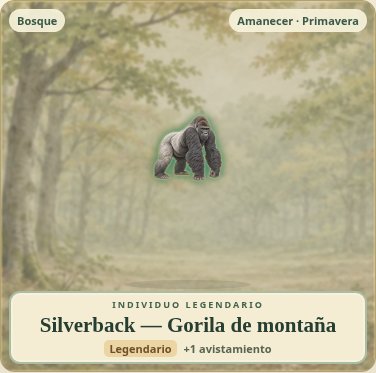 Bosque
Amanecer · Primavera
INDIVIDUO LEGENDARIO
Silverback — Gorila de montaña
Legendario +1 avistamiento